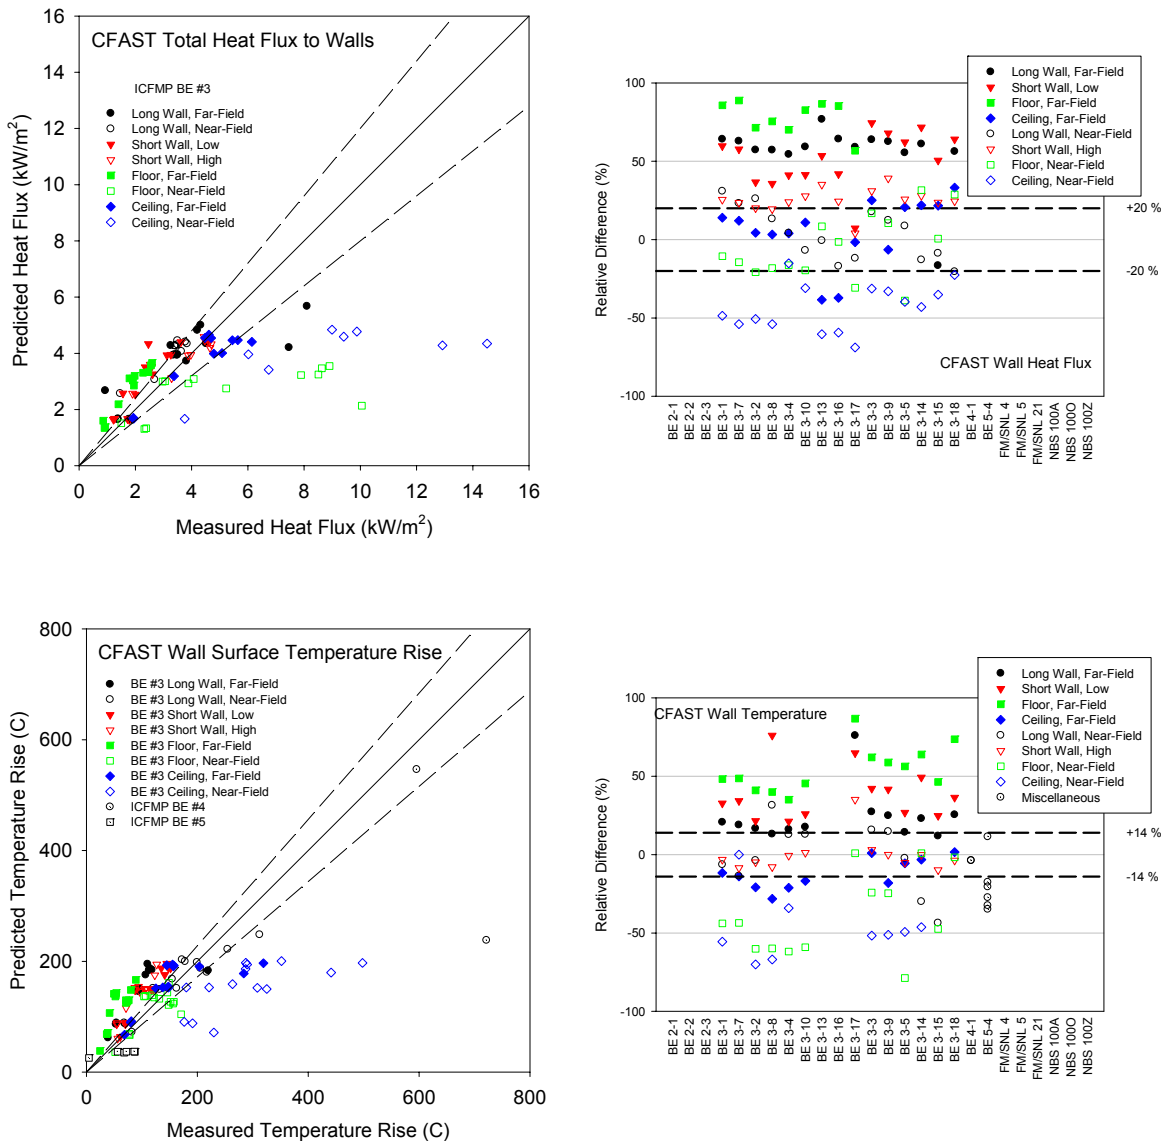 CFAST Total Heat Flux to Walls
ICFMP BE #3
Long Wall, Far-Field
Long Wall, Near-Field
Short Wall, Low
Short Wall, High
Floor, Far-Field
Floor, Near-Field
Ceiling, Far-Field
Ceiling, Near-Field
Predicted Heat Flux (kW/m²)
16
14
12
10
8
6
4
2
0
0 2 4 6 8 10 12 14 16
Measured Heat Flux (kW/m²)
Long Wall, Far-Field
Short Wall, Low
Floor, Far-Field
Ceiling, Far-Field
Long Wall, Near-Field
Short Wall, High
Floor, Near-Field
Ceiling, Near-Field
Relative Difference (%)
100
50
0
-50
-100
+20 %
-20 %
CFAST Wall Heat Flux
BE 2-1
BE 2-2
BE 2-3
BE 3-1
BE 3-7
BE 3-2
BE 3-8
BE 3-4
BE 3-10
BE 3-13
BE 3-16
BE 3-17
BE 3-3
BE 3-9
BE 3-5
BE 3-14
BE 3-15
BE 3-18
BE 4-1
BE 5-4
FM/SNL 4
FM/SNL 5
FM/SNL 21
NBS 100A
NBS 100O
NBS 100Z
CFAST Wall Surface Temperature Rise
BE #3 Long Wall, Far-Field
BE #3 Long Wall, Near-Field
BE #3 Short Wall, Low
BE #3 Short Wall, High
BE #3 Floor, Far-Field
BE #3 Floor, Near-Field
BE #3 Ceiling, Far-Field
BE #3 Ceiling, Near-Field
ICFMP BE #4
ICFMP BE #5
Predicted Temperature Rise (C)
800
600
400
200
0
0 200 400 600 800
Measured Temperature Rise (C)
Long Wall, Far-Field
Short Wall, Low
Floor, Far-Field
Ceiling, Far-Field
Long Wall, Near-Field
Short Wall, High
Floor, Near-Field
Ceiling, Near-Field
Miscellaneous
CFAST Wall Temperature
Relative Difference (%)
100
50
0
-50
-100
+14 %
-14 %
BE 2-1
BE 2-2
BE 2-3
BE 3-1
BE 3-7
BE 3-2
BE 3-8
BE 3-4
BE 3-10
BE 3-13
BE 3-16
BE 3-17
BE 3-3
BE 3-9
BE 3-5
BE 3-14
BE 3-15
BE 3-18
BE 4-1
BE 5-4
FM/SNL 4
FM/SNL 5
FM/SNL 21
NBS 100A
NBS 100O
NBS 100Z